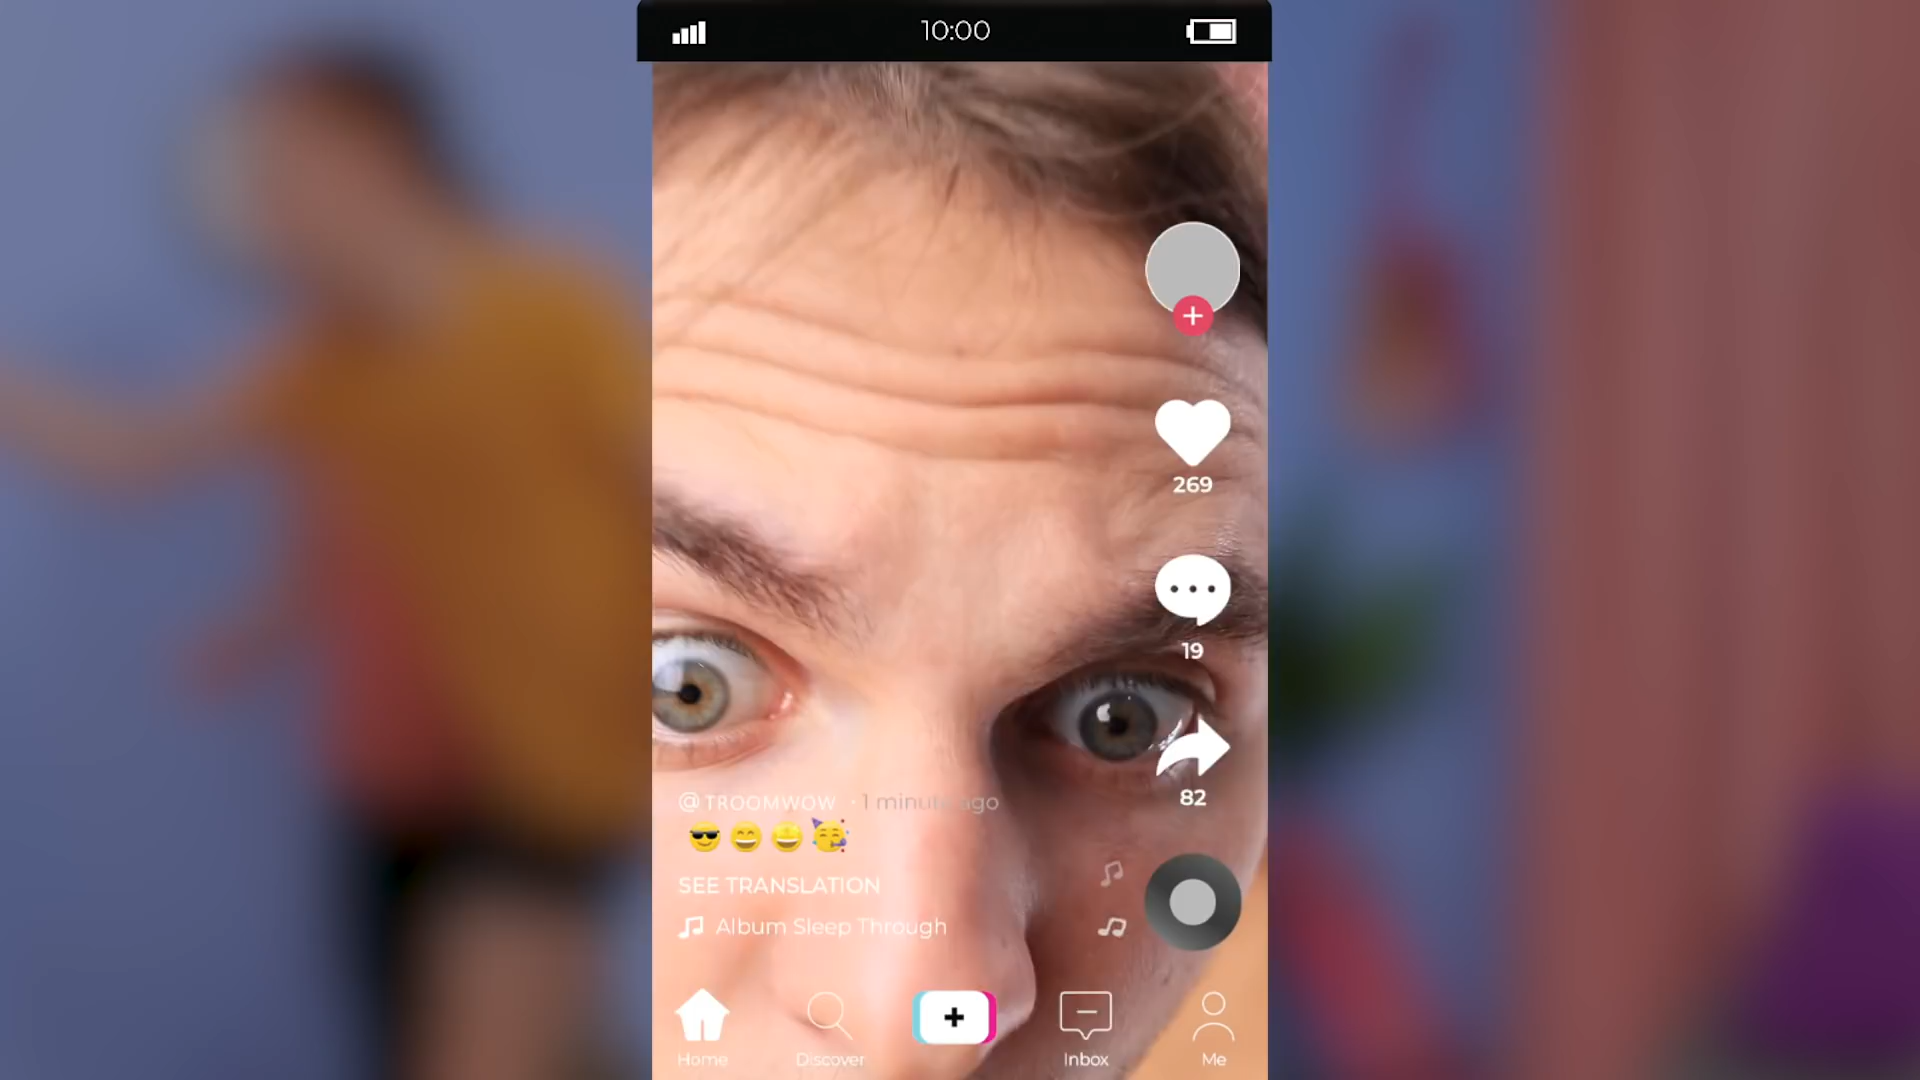 10:00
269
19
82
@TROOMWOW · 1 minute ago
SEE TRANSLATION
Album Sleep Through
Home
Discover
Inbox
Me